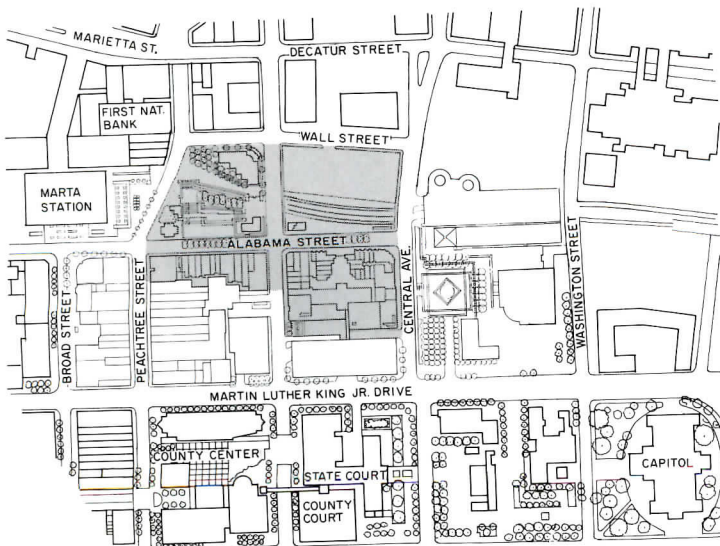 MARIETTA ST.
DECATUR STREET
FIRST NAT.
BANK
'WALL STREET'
MARTA
STATION
ALABAMA STREET
BROAD STREET
PEACHTREE STREET
CENTRAL AVE.
WASHINGTON STREET
MARTIN LUTHER KING JR. DRIVE
COUNTY CENTER
STATE COURT
COUNTY
COURT
CAPITOL